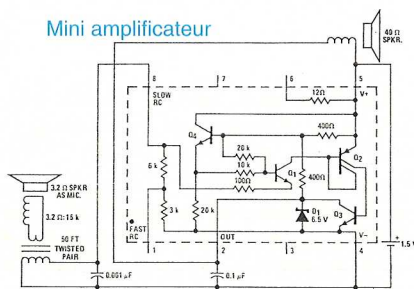 Mini amplificateur
40 Ω
SPKR.
8
7
6
5
SLOW
RC
12Ω
V+
Q4
400Ω
20 k
10 k
100Ω
Q1
Q2
400Ω
6 k
3.2 Ω SPKR
AS MIC.
3.2 Ω:15 k
3 k
20 k
D1
6.5 V
Q3
50 FT
TWISTED
PAIR
FAST
RC
OUT
V−
1
2
3
4
1.5 V
0.001 µF
0.1 µF